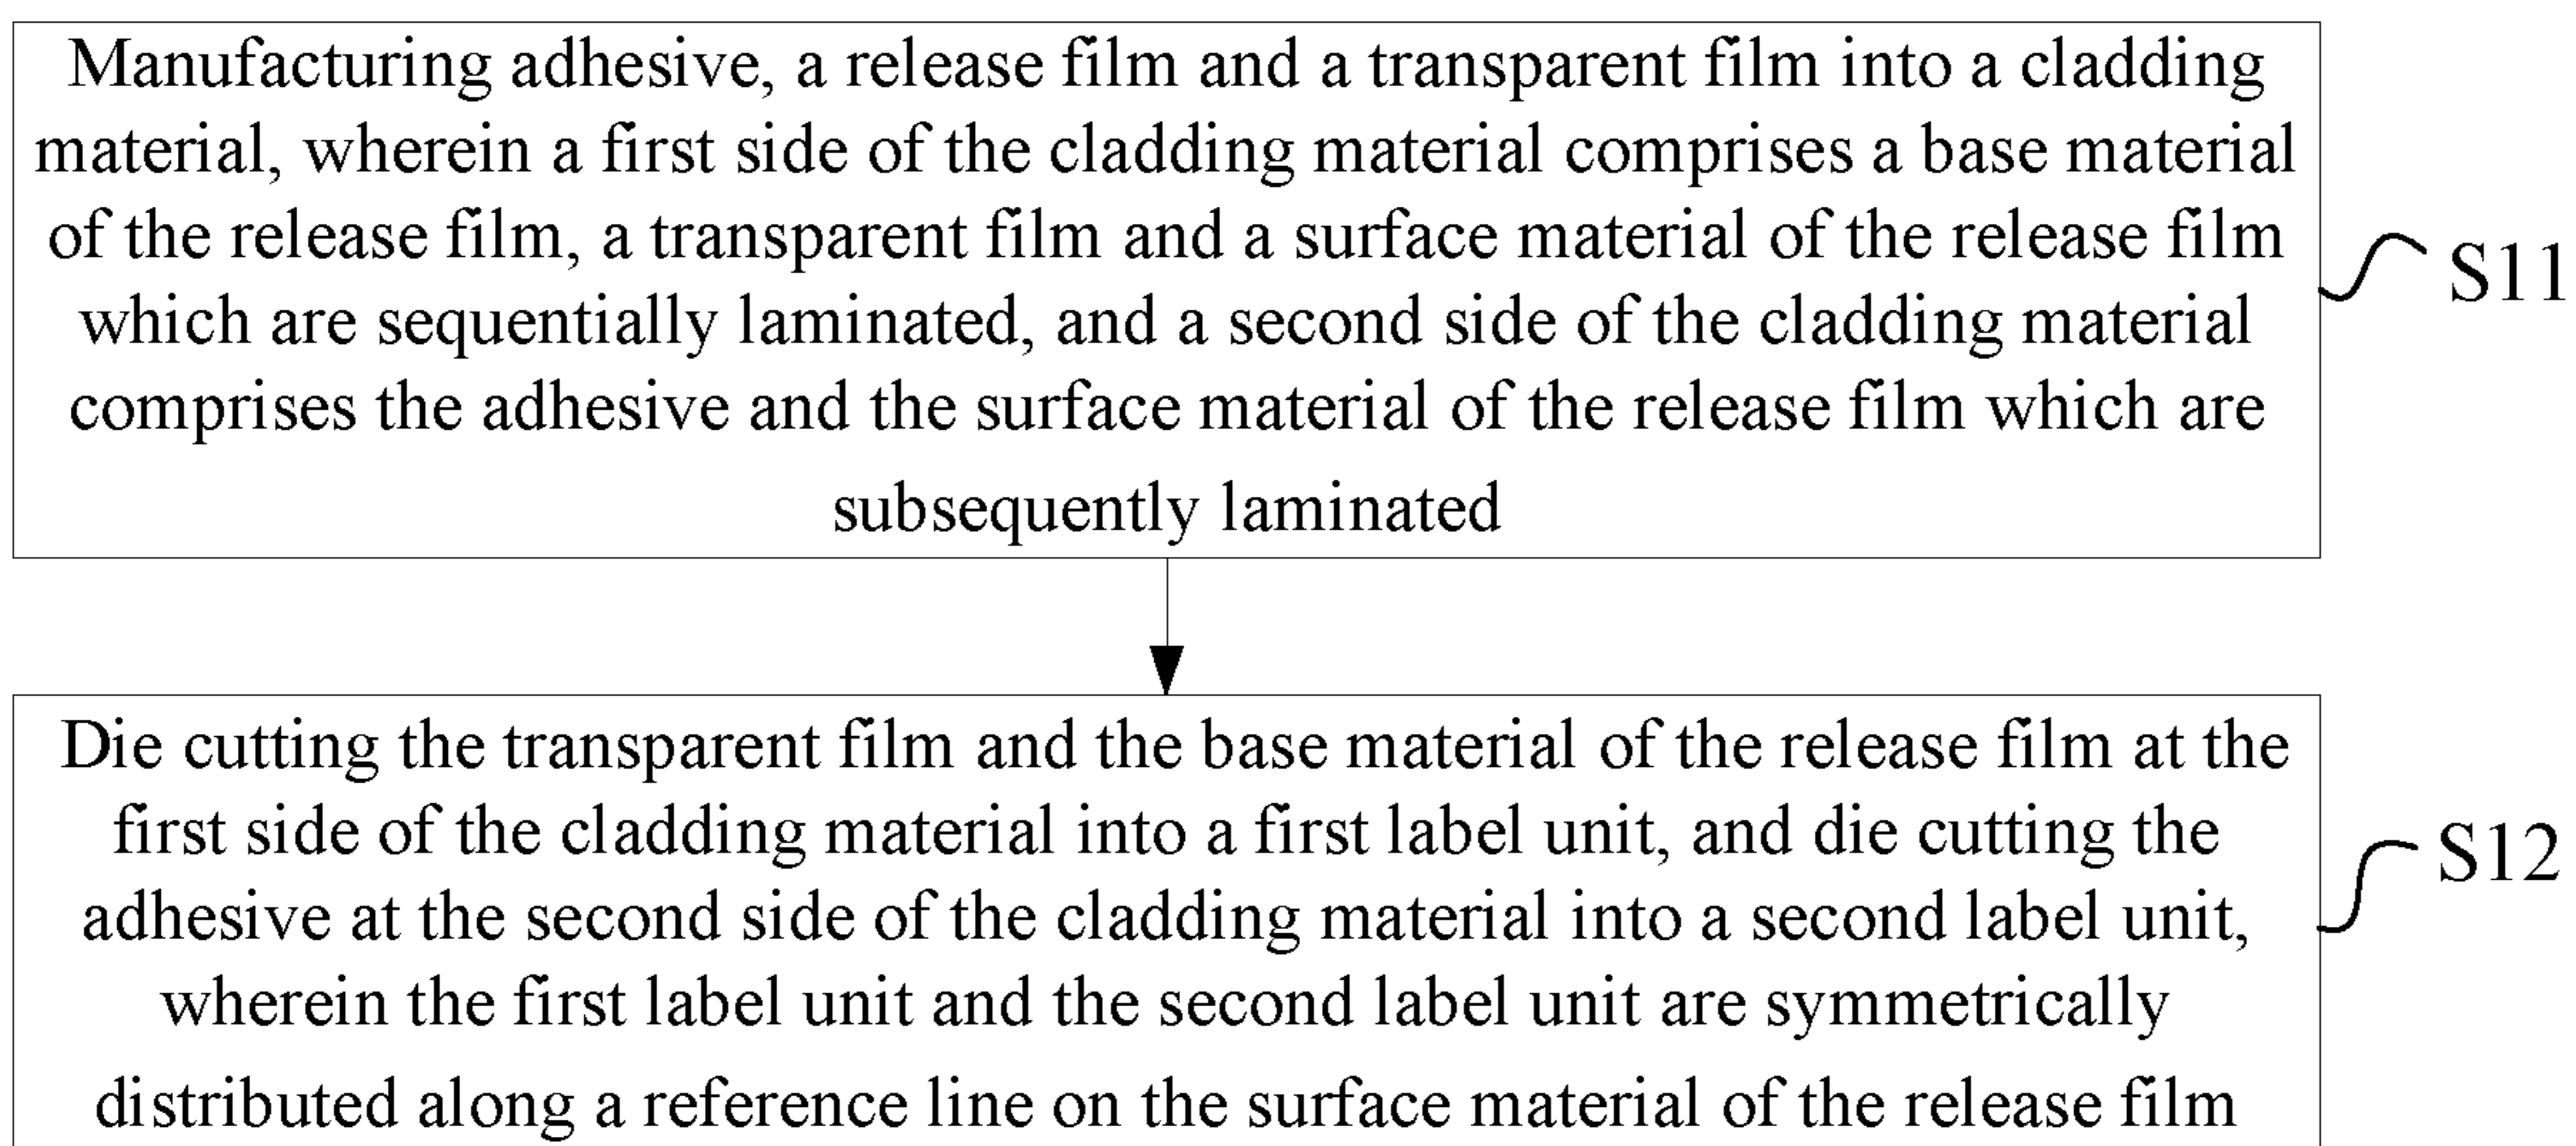 Manufacturing adhesive, a release film and a transparent film into a cladding
material, wherein a first side of the cladding material comprises a base material
of the release film, a transparent film and a surface material of the release film
which are sequentially laminated, and a second side of the cladding material
comprises the adhesive and the surface material of the release film which are
subsequently laminated
S11
Die cutting the transparent film and the base material of the release film at the
first side of the cladding material into a first label unit, and die cutting the
adhesive at the second side of the cladding material into a second label unit,
wherein the first label unit and the second label unit are symmetrically
distributed along a reference line on the surface material of the release film
S12